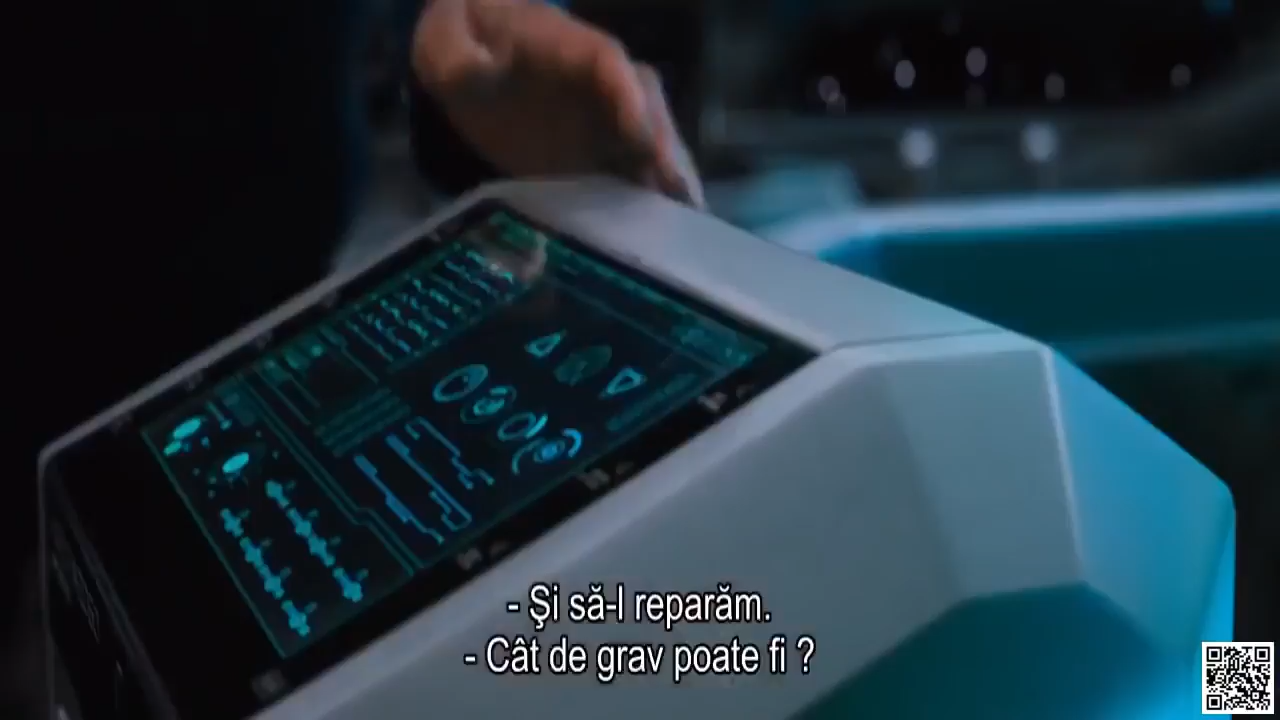 - Şi să-l reparăm.
- Cât de grav poate fi ?